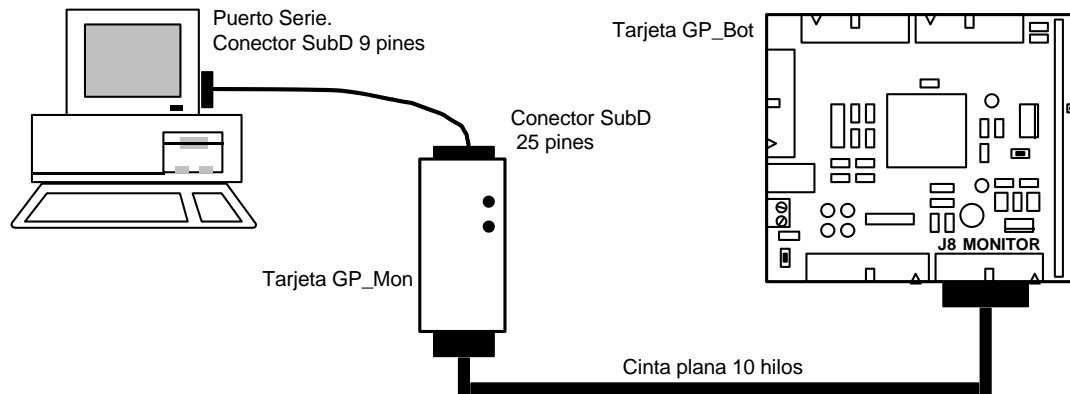 Puerto Serie.
Conector SubD 9 pines
Tarjeta GP_Bot
Conector SubD
25 pines
J8 MONITOR
Tarjeta GP_Mon
Cinta plana 10 hilos